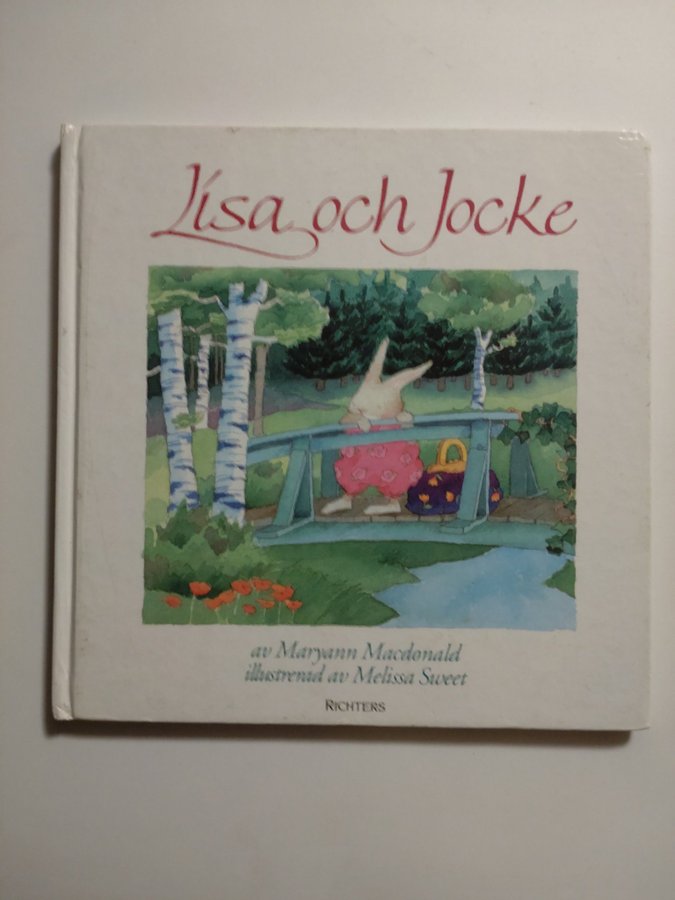 Lisa och Jocke
av Maryann Macdonald
illustrerad av Melissa Sweet
RICHTERS